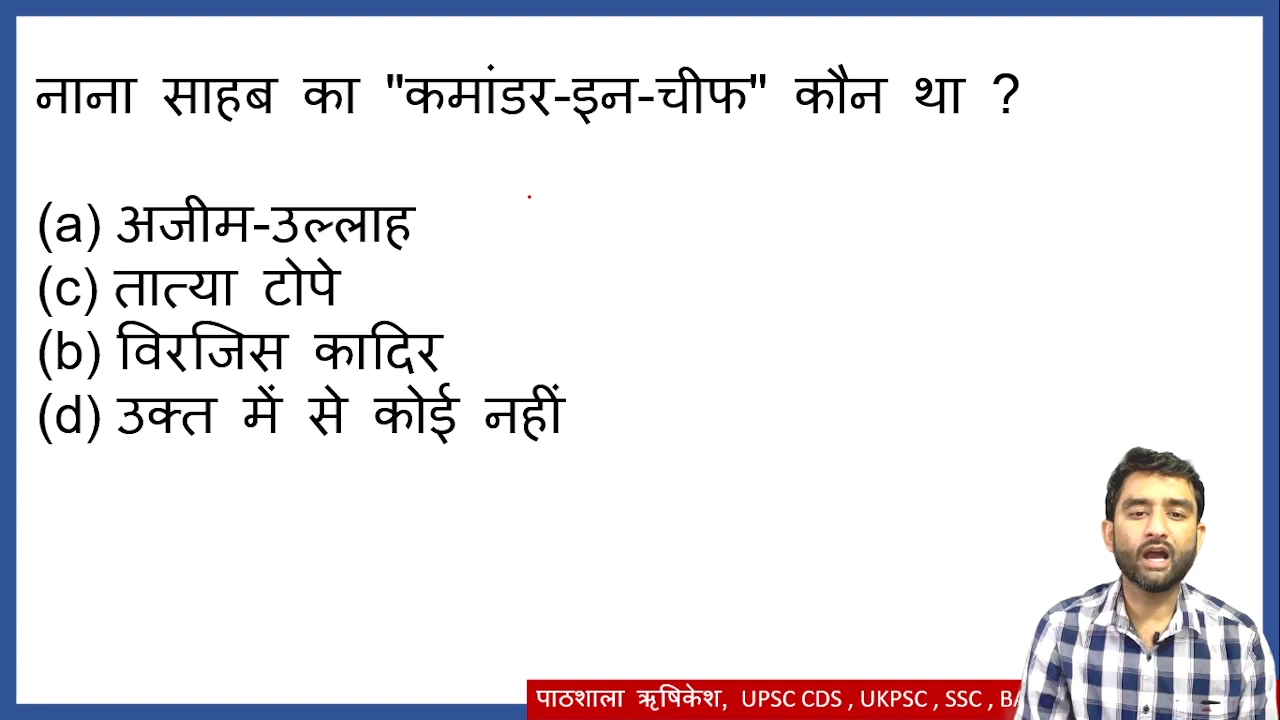 नाना साहब का "कमांडर-इन-चीफ" कौन था ?
(a) अजीम-उल्लाह
(c) तात्या टोपे
(b) विरजिस कादिर
(d) उक्त में से कोई नहीं
पाठशाला ऋषिकेश, UPSC CDS , UKPSC , SSC ,